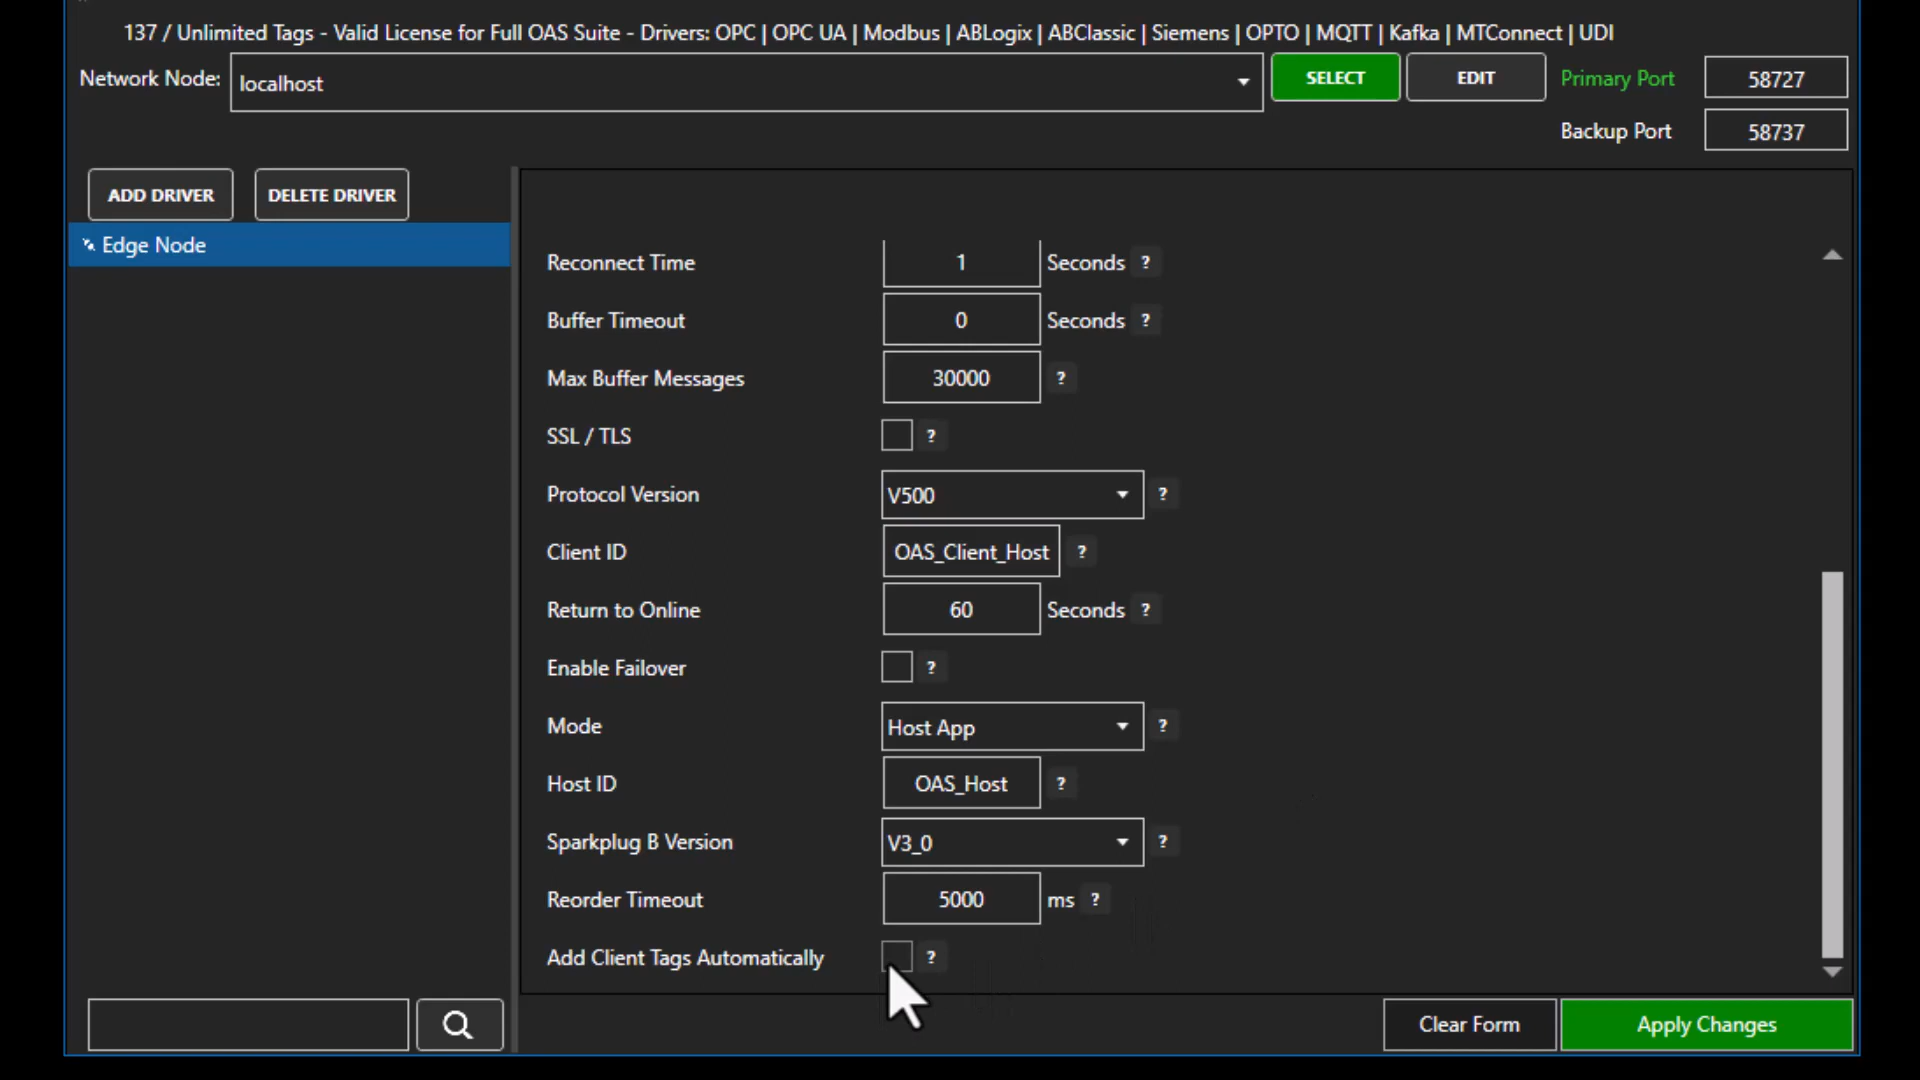 137 / Unlimited Tags - Valid License for Full OAS Suite - Drivers: OPC | OPC UA | Modbus | ABLogix | ABClassic | Siemens | OPTO | MQTT | Kafka | MTConnect | UDI
Network Node: localhost SELECT EDIT Primary Port 58727
Backup Port 58737
ADD DRIVER DELETE DRIVER
Edge Node
Reconnect Time 1 Seconds ?
Buffer Timeout 0 Seconds ?
Max Buffer Messages 30000 ?
SSL / TLS ?
Protocol Version V500 ?
Client ID OAS_Client_Host ?
Return to Online 60 Seconds ?
Enable Failover ?
Mode Host App ?
Host ID OAS_Host ?
Sparkplug B Version V3_0 ?
Reorder Timeout 5000 ms ?
Add Client Tags Automatically ?
Clear Form Apply Changes